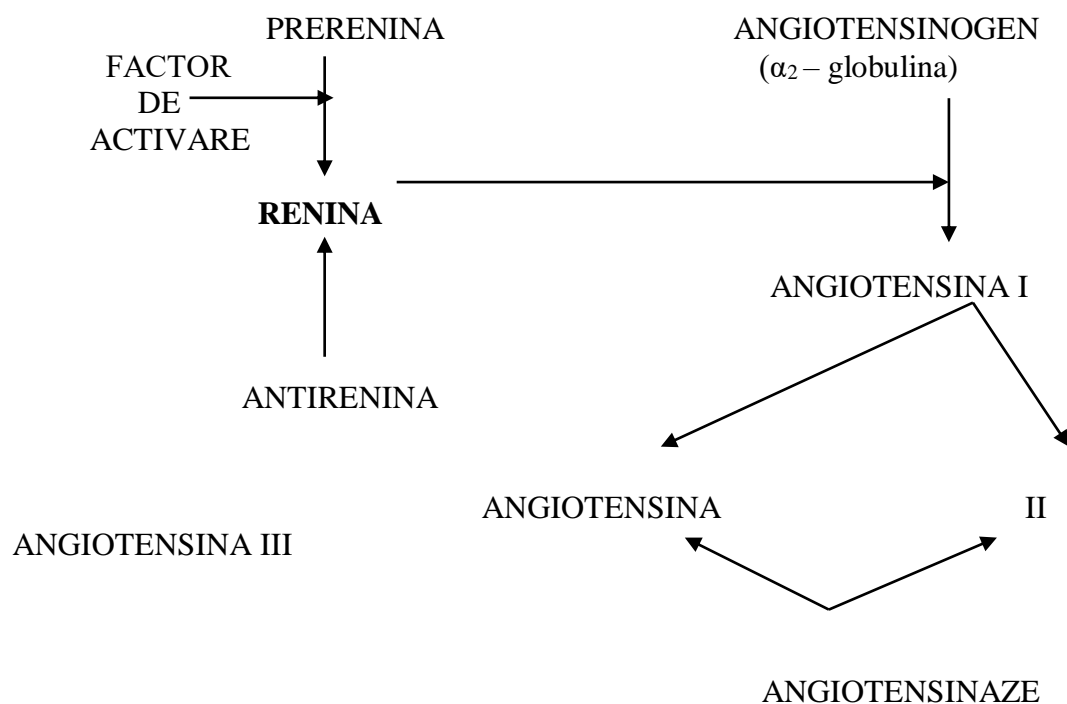 PRERENINA
ANGIOTENSINOGEN
(α₂ – globulina)
FACTOR
DE
ACTIVARE
RENINA
ANGIOTENSINA I
ANTIRENINA
ANGIOTENSINA II
ANGIOTENSINA III
ANGIOTENSINAZE